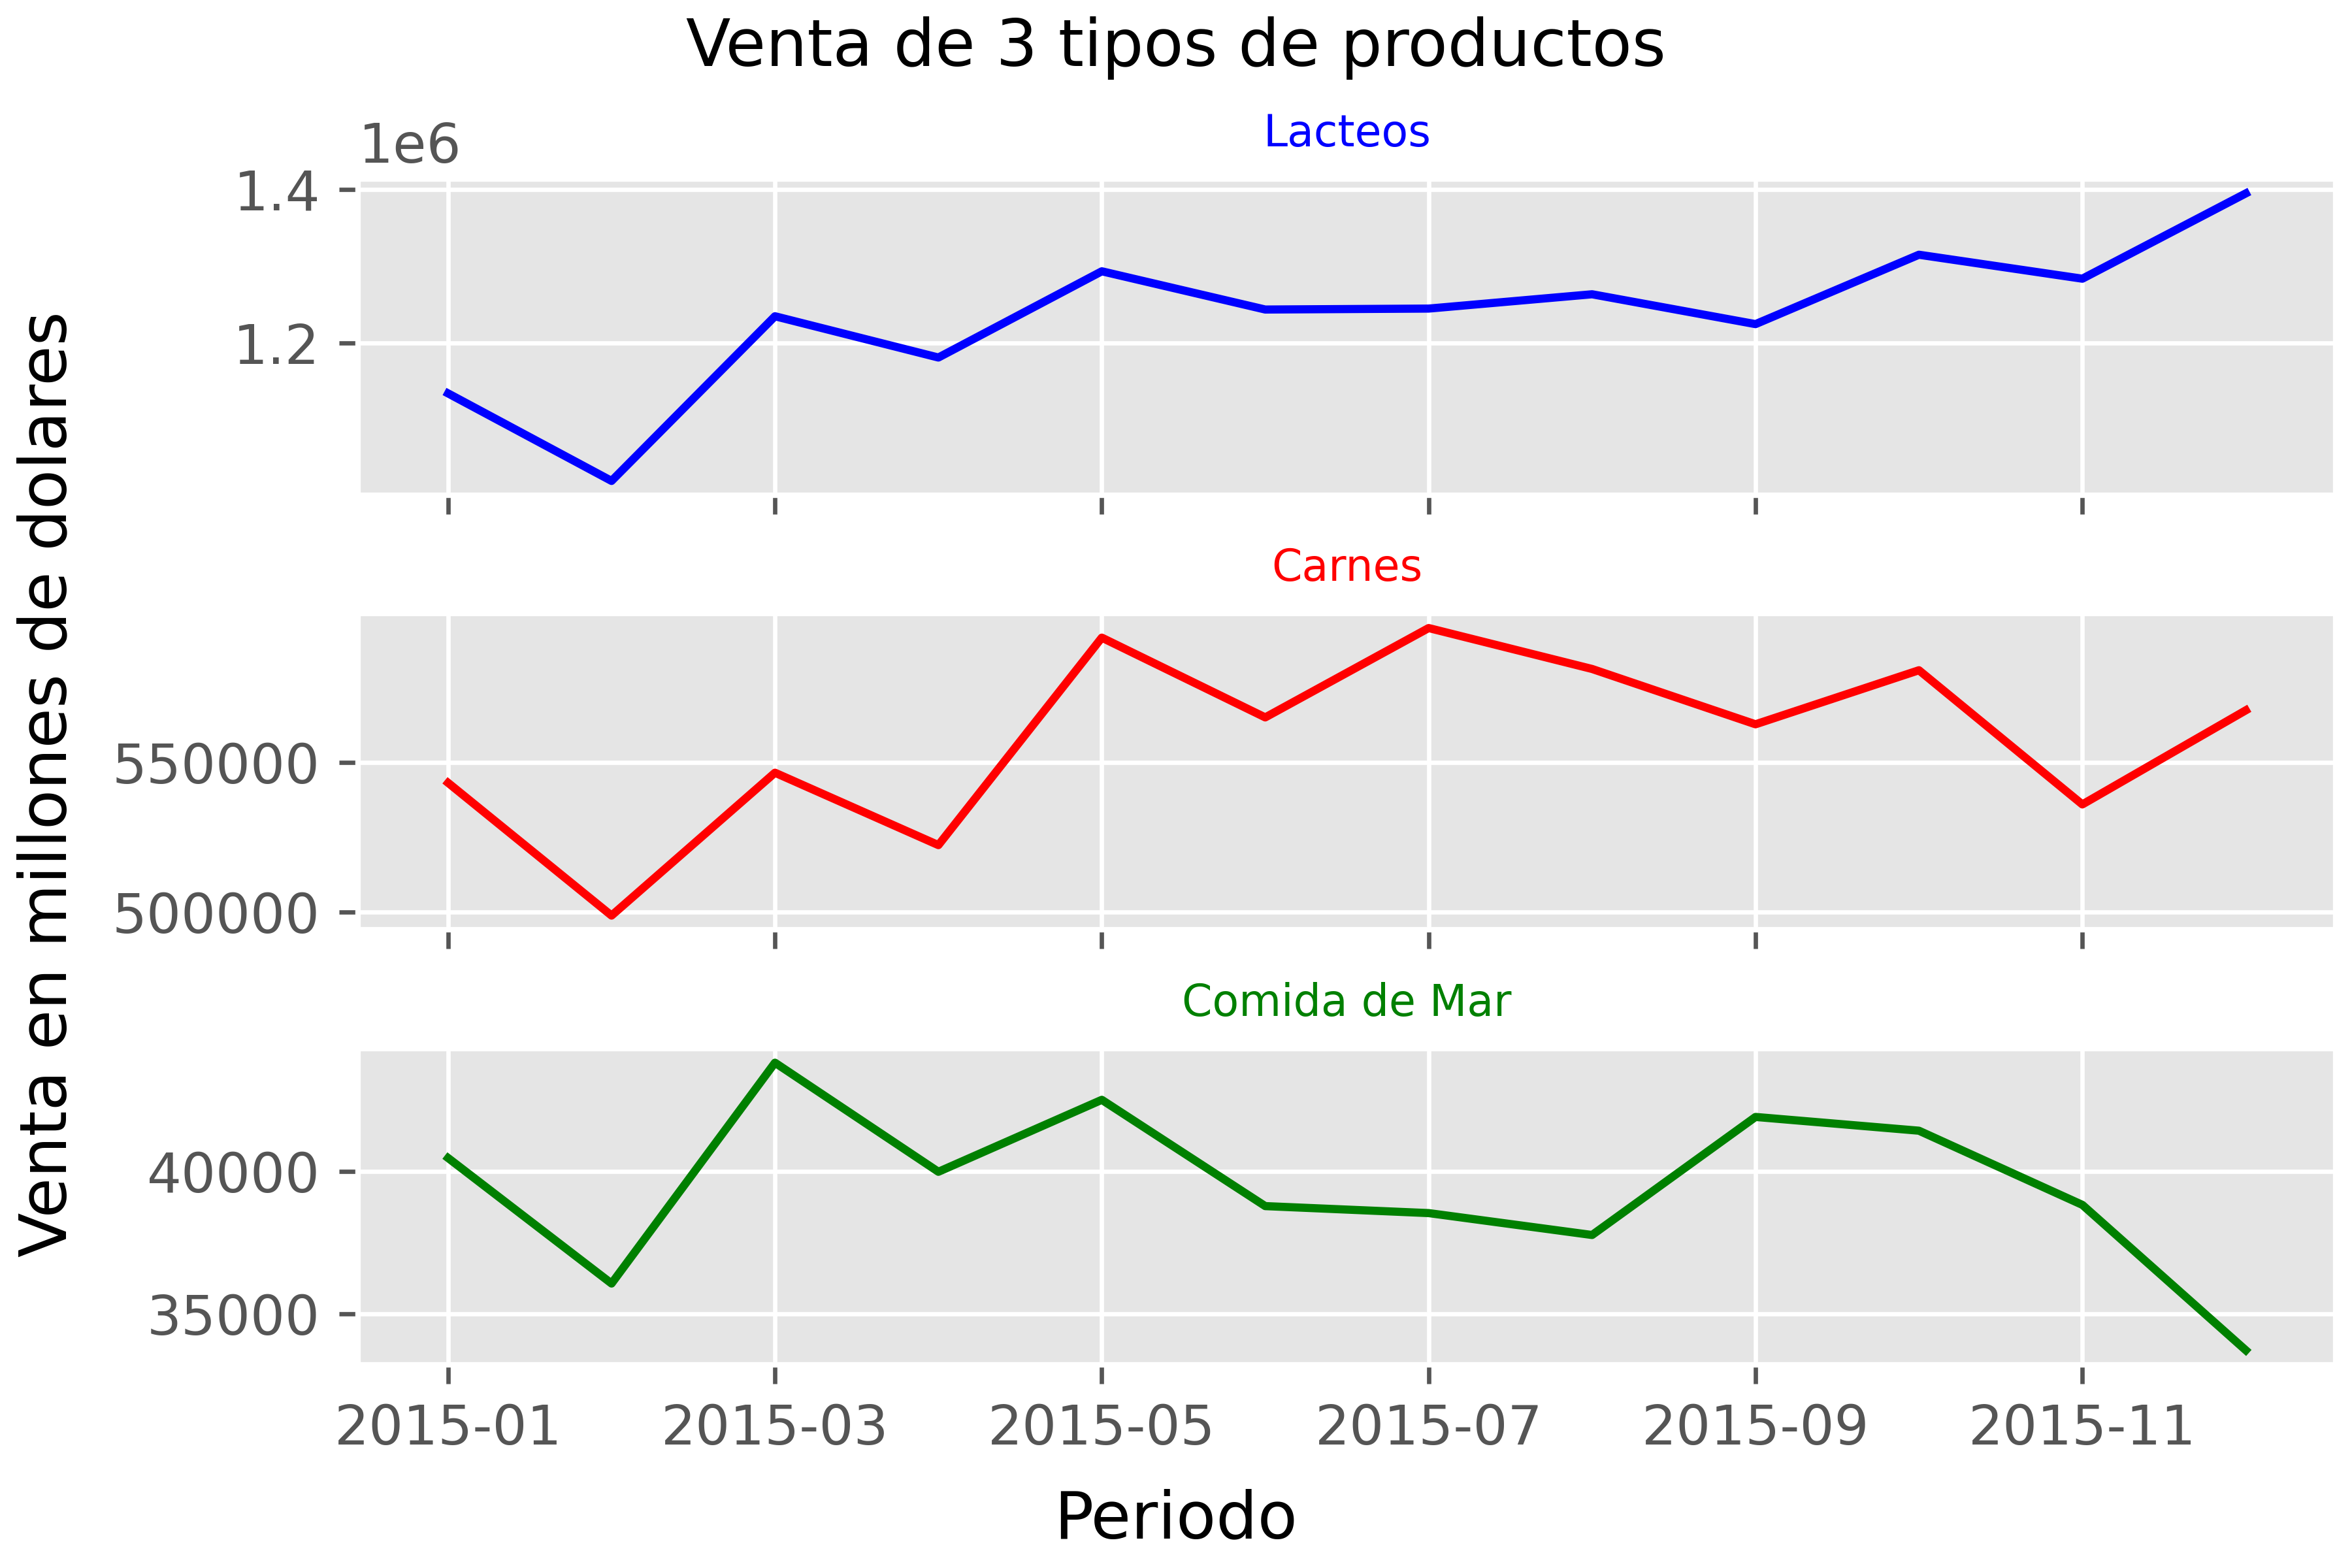 Venta de 3 tipos de productos
Lacteos
1e6
1.4
1.2
Carnes
550000
500000
Comida de Mar
40000
35000
2015-01 2015-03 2015-05 2015-07 2015-09 2015-11
Periodo
Venta en millones de dolares